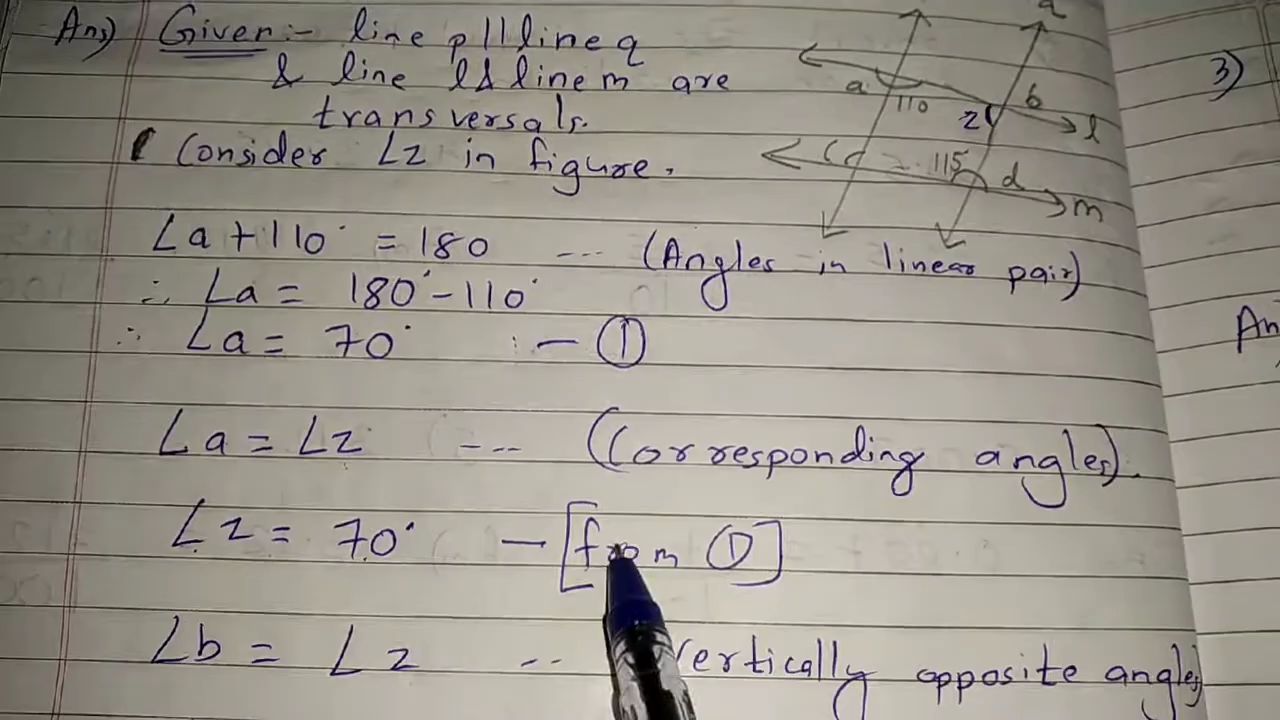 Ans) Given:- line p || line q
& line l & line m are
transversals.
Consider ∠z in figure.
∠a + 110° = 180 --- (Angles in linear pair)
∴ ∠a = 180° - 110°
∴ ∠a = 70° - ①
∠a = ∠z --- (Corresponding angles).
∠z = 70° - [from ①]
∠b = ∠z -- Vertically opposite angles
a
110
z
b
l
c
115
d
m
q
3)
An